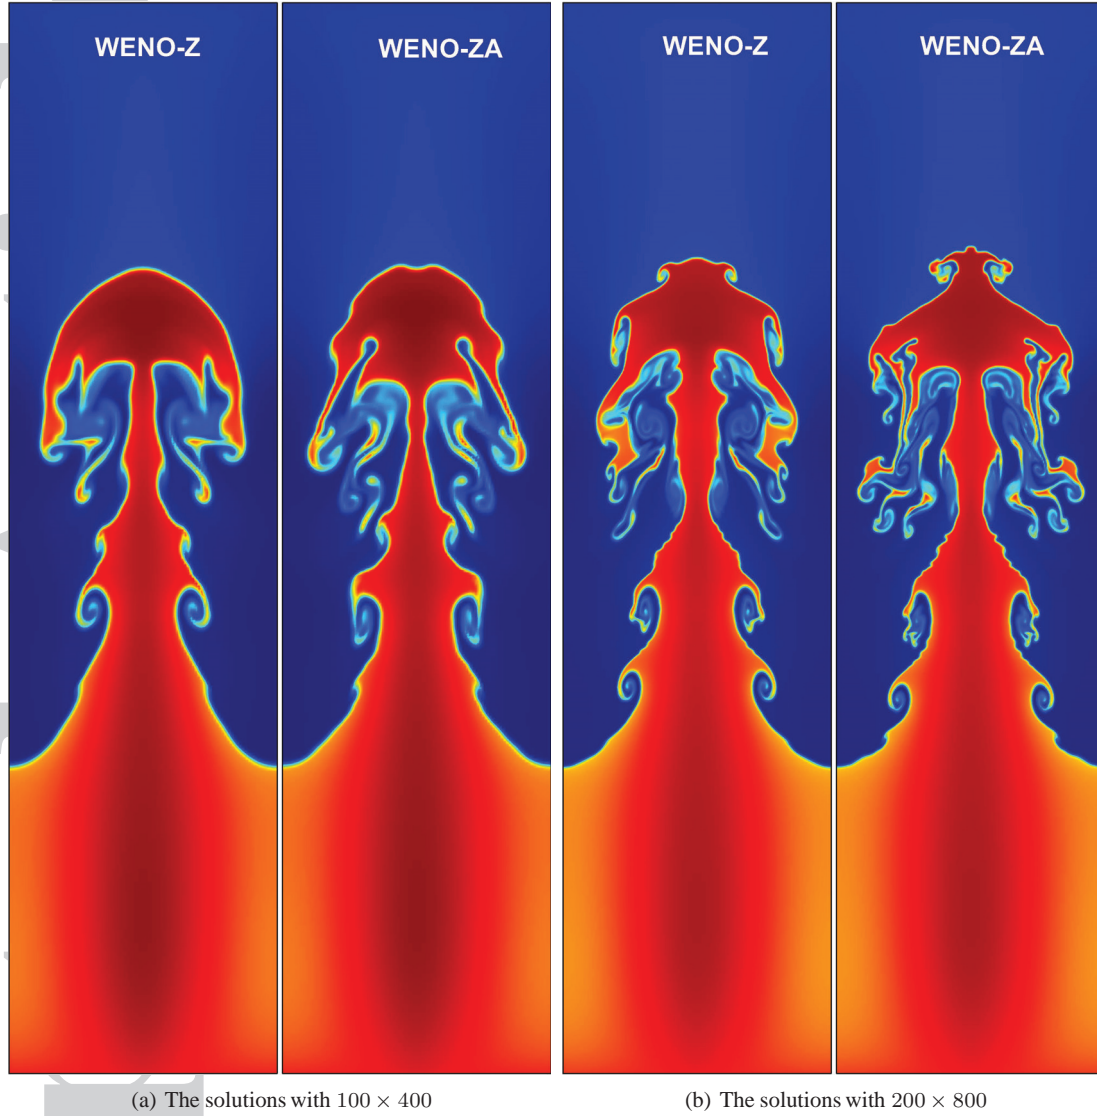 WENO-Z
WENO-ZA
WENO-Z
WENO-ZA
(a) The solutions with 100 × 400
(b) The solutions with 200 × 800